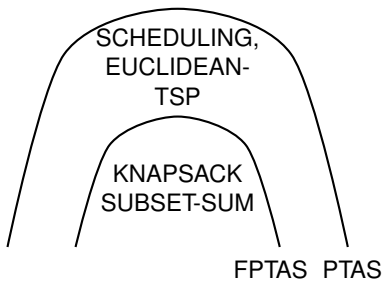 SCHEDULING,
EUCLIDEAN-
TSP
KNAPSACK
SUBSET-SUM
FPTAS PTAS